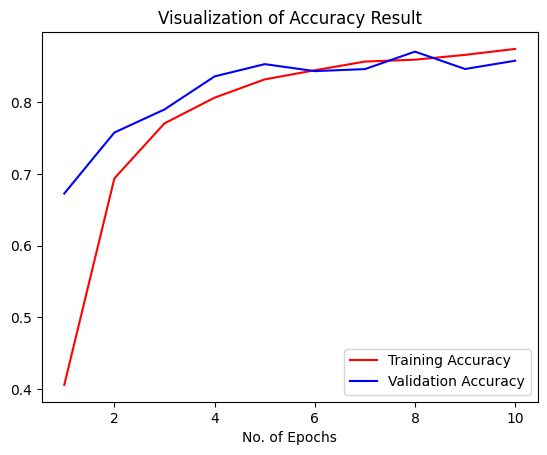 Visualization of Accuracy Result
0.8
0.7
0.6
0.5
0.4
Training Accuracy
Validation Accuracy
2 4 6 8 10
No. of Epochs